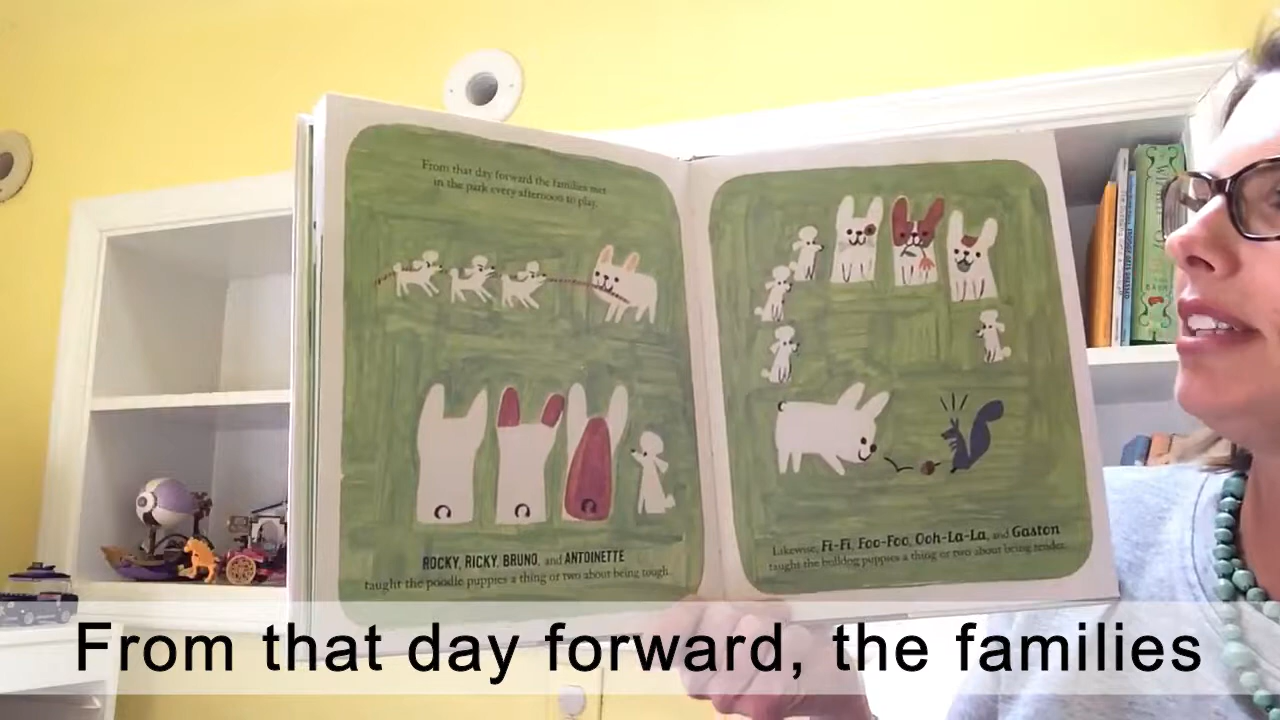 From that day forward the families met
in the park every afternoon to play.
ROCKY, RICKY, BRUNO, and ANTOINETTE
taught the poodle puppies a thing or two about being tough.
Likewise, Fi-Fi, Foo-Foo, Ooh-La-La, and Gaston
taught the bulldog puppies a thing or two about being tender.
From that day forward, the families